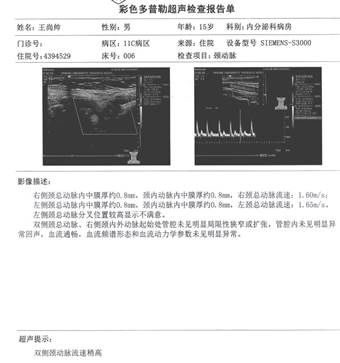 彩色多普勒超声检查报告单
姓名：王尚帅 性别：男 年龄：15岁 科别：内分泌科病房
门诊号： 病区：11C病区 来源：住院 设备型号 SIEMENS-S3000
住院号：4394529 床号：006 检查项目：颈动脉
影像描述：
右侧颈总动脉内中膜厚约0.8mm，颈内动脉内中膜厚约0.8mm，右颈总动脉流速：1.60m/s；
左侧颈总动脉内中膜厚约0.8mm，颈内动脉内中膜厚约0.8mm，左颈总动脉流速：1.65m/s。
左侧颈总动脉分叉位置较高显示不满意。
双侧颈总动脉、右侧颈内外动脉起始处管腔未见明显局限性狭窄或扩张，管腔内未见明显异
常回声，血流通畅，血流频谱形态和血流动力学参数未见明显异常。
超声提示：
双侧颈动脉流速稍高